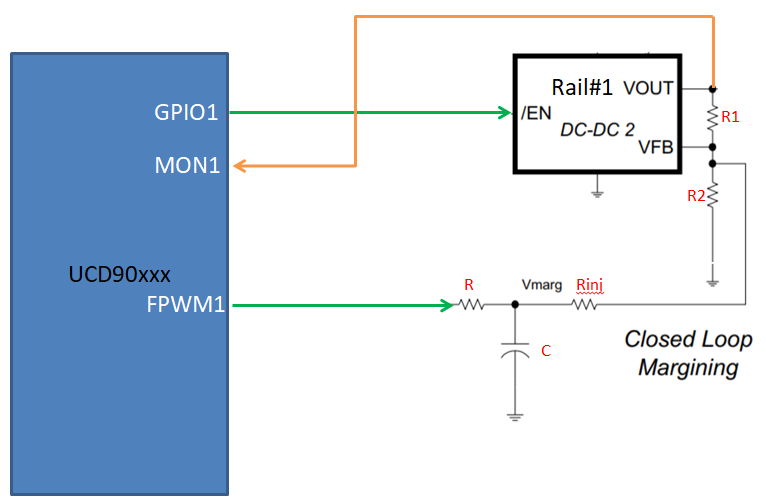 Rail#1
VOUT
GPIO1
/EN
R1
DC-DC 2
VFB
MON1
R2
UCD90xxx
R
Vmarg
Rinj
FPWM1
Closed Loop
Margining
C